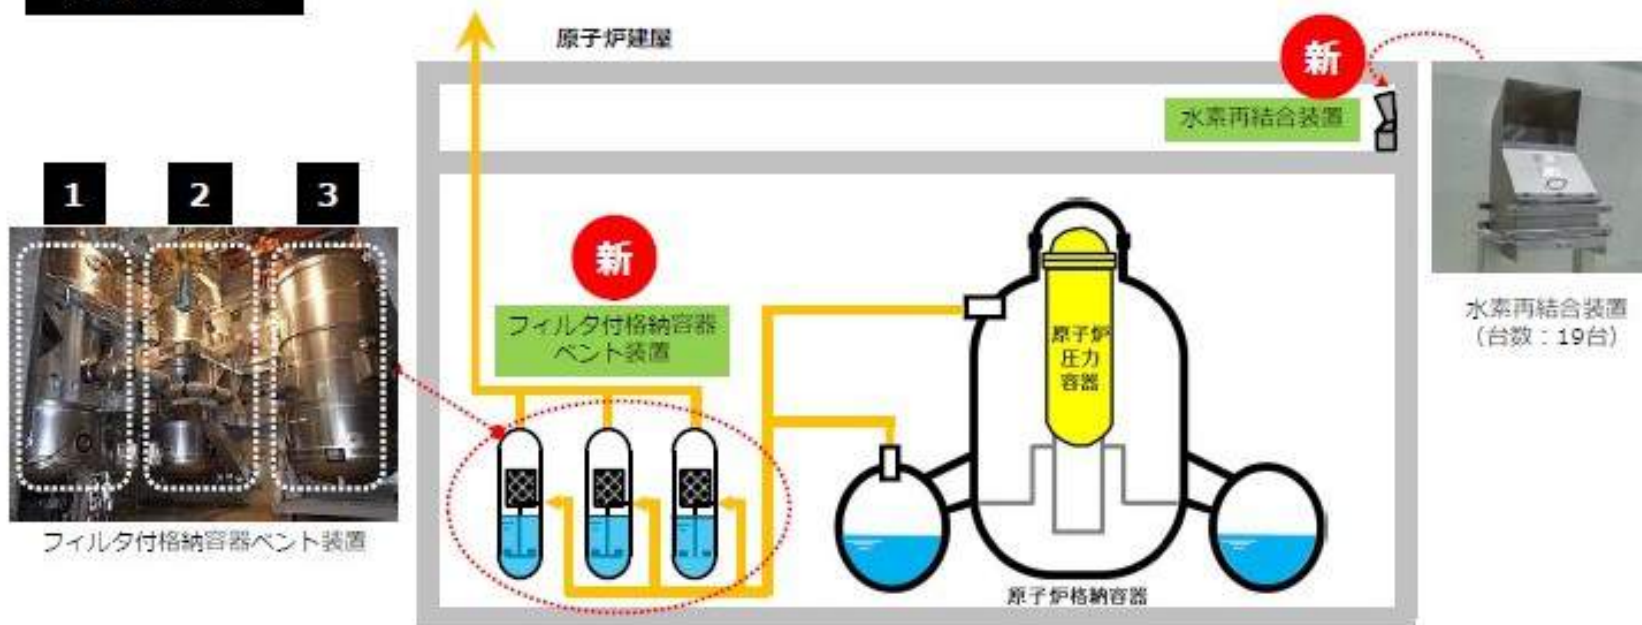 原子炉建屋
新
水素再結合装置
1
2
3
新
フィルタ付格納容器
ベント装置
原子炉
圧力
容器
水素再結合装置
（台数：19台）
フィルタ付格納容器ベント装置
原子炉格納容器